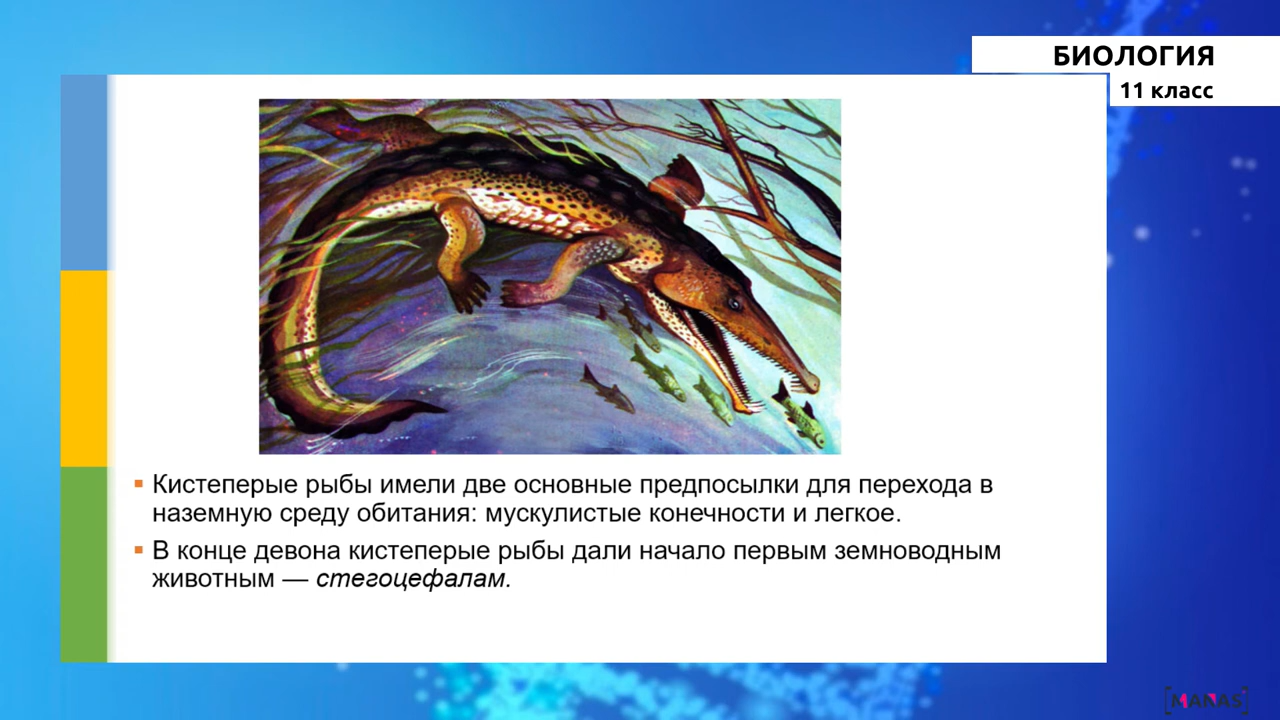 БИОЛОГИЯ
11 класс
Кистеперые рыбы имели две основные предпосылки для перехода в
наземную среду обитания: мускулистые конечности и легкое.
В конце девона кистеперые рыбы дали начало первым земноводным
животным — стегоцефалам.
[MANAS]